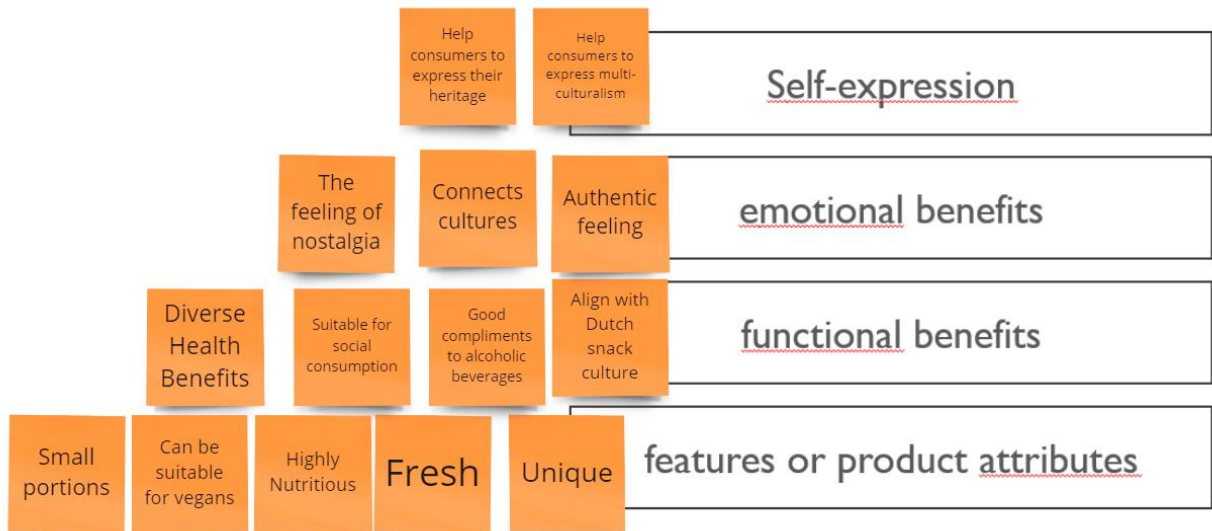 Help
consumers to
express their
heritage
Help
consumers to
express multi-
culturalism
Self-expression
The
feeling of
nostalgia
Connects
cultures
Authentic
feeling
emotional benefits
Diverse
Health
Benefits
Suitable for
social
consumption
Good
compliments
to alcoholic
beverages
Align with
Dutch
snack
culture
functional benefits
Small
portions
Can be
suitable
for vegans
Highly
Nutritious
Fresh
Unique
features or product attributes